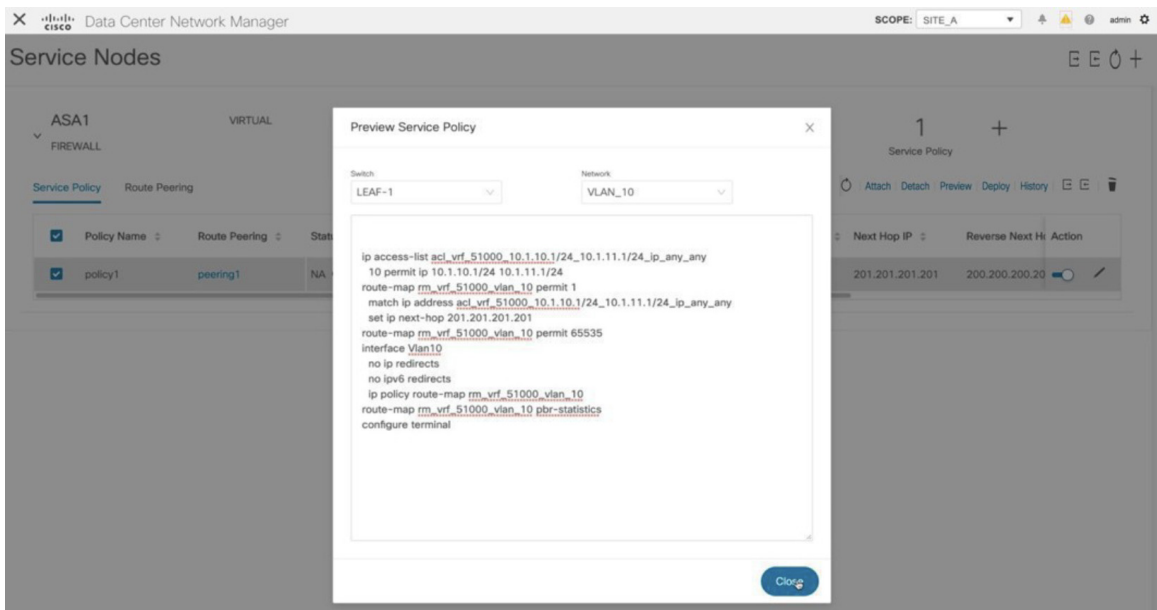 cisco Data Center Network Manager
SCOPE: SITE_A
admin
Service Nodes
ASA1
FIREWALL
VIRTUAL
1
Service Policy
Service Policy Route Peering
Attach Detach Preview Deploy History
Policy Name Route Peering Stat
Next Hop IP Reverse Next H Action
policy1 peering1 NA
201.201.201.201 200.200.200.20
Preview Service Policy
Switch
LEAF-1
Network
VLAN_10
ip access-list acl_vrf_51000_10.1.10.1/24_10.1.11.1/24_ip_any_any
10 permit ip 10.1.10.1/24 10.1.11.1/24
route-map rm_vrf_51000_vlan_10 permit 1
match ip address acl_vrf_51000_10.1.10.1/24_10.1.11.1/24_ip_any_any
set ip next-hop 201.201.201.201
route-map rm_vrf_51000_vlan_10 permit 65535
interface Vlan10
no ip redirects
no ipv6 redirects
ip policy route-map rm_vrf_51000_vlan_10
route-map rm_vrf_51000_vlan_10 pbr-statistics
configure terminal
Close